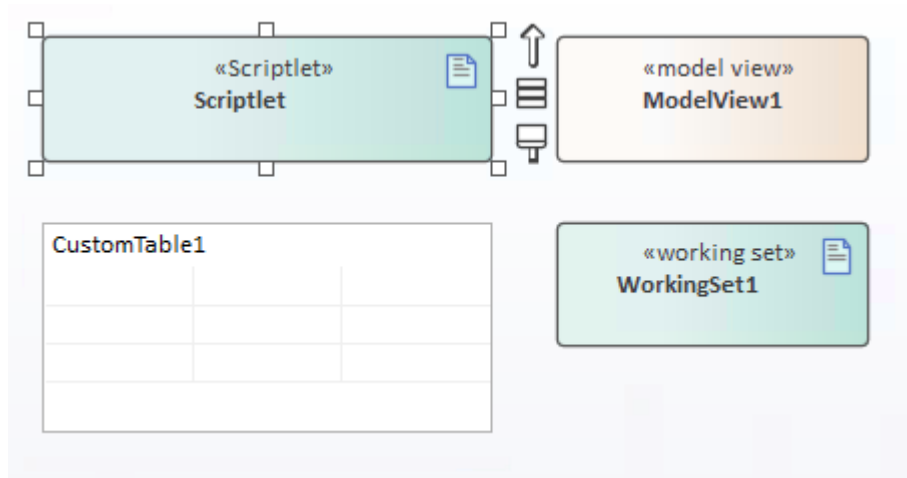 «Scriptlet»
Scriptlet
«model view»
ModelView1
CustomTable1
«working set»
WorkingSet1